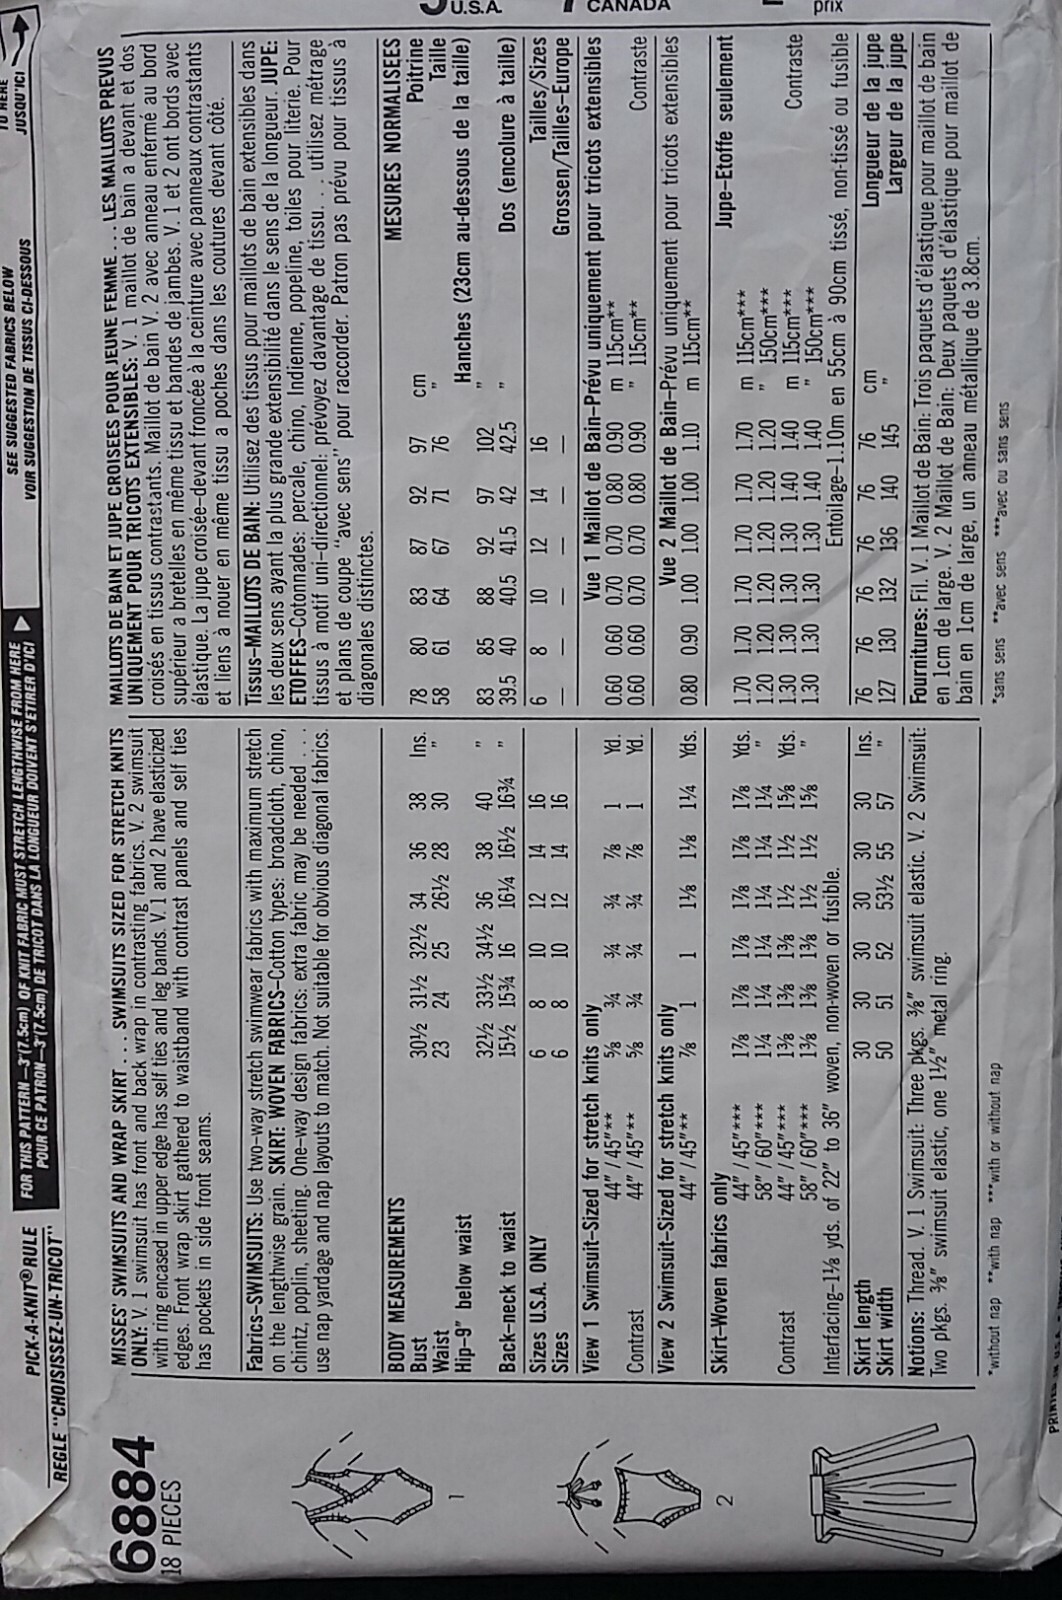 6884
18 PIECES
PICK-A-KNIT® RULE
REGLE "CHOISISSEZ-UN-TRICOT"
FOR THIS PATTERN—3"(7.5cm) OF KNIT FABRIC MUST STRETCH LENGTHWISE FROM HERE
POUR CE PATRON—3"(7.5cm) DE TRICOT DANS LA LONGUEUR DOIVENT S'ETIRER D'ICI
SEE SUGGESTED FABRICS BELOW
VOIR SUGGESTION DE TISSUS CI-DESSOUS
TO HERE
JUSQU'ICI
MISSES' SWIMSUITS AND WRAP SKIRT . . . SWIMSUITS SIZED FOR STRETCH KNITS
ONLY: V. 1 swimsuit has front and back wrap in contrasting fabrics. V. 2 swimsuit
with ring encased in upper edge has self ties and leg bands. V. 1 and 2 have elasticized
edges. Front wrap skirt gathered to waistband with contrast panels and self ties
has pockets in side front seams.
Fabrics–SWIMSUITS: Use two-way stretch swimwear fabrics with maximum stretch
on the lengthwise grain. SKIRT: WOVEN FABRICS–Cotton types: broadcloth, chino,
chintz, poplin, sheeting. One-way design fabrics: extra fabric may be needed . . .
use nap yardage and nap layouts to match. Not suitable for obvious diagonal fabrics.
BODY MEASUREMENTS
Bust 30½ 31½ 32½ 34 36 38 Ins.
Waist 23 24 25 26½ 28 30 "
Hip–9" below waist 32½ 33½ 34½ 36 38 40 "
Back–neck to waist 15½ 15¾ 16 16¼ 16½ 16¾ "
Sizes U.S.A. ONLY 6 8 10 12 14 16
Sizes 6 8 10 12 14 16
View 1 Swimsuit–Sized for stretch knits only
44"/45"** ⅝ ¾ ¾ ¾ ⅞ 1 Yd.
Contrast 44"/45"** ⅝ ¾ ¾ ¾ ⅞ 1 Yd.
View 2 Swimsuit–Sized for stretch knits only
44"/45"** ⅞ 1 1 1⅛ 1⅛ 1¼ Yds.
Skirt–Woven fabrics only
44"/45"*** 1⅞ 1⅞ 1⅞ 1⅞ 1⅞ 1⅞ Yds.
58"/60"*** 1¼ 1¼ 1¼ 1¼ 1¼ 1¼ "
Contrast 44"/45"*** 1⅜ 1⅜ 1⅜ 1½ 1½ 1⅝ Yds.
58"/60"*** 1⅜ 1⅜ 1⅜ 1½ 1½ 1⅝ "
Interfacing–1⅛ yds. of 22" to 36" woven, non-woven or fusible.
Skirt length 30 30 30 30 30 30 Ins.
Skirt width 50 51 52 53½ 55 57 "
Notions: Thread. V. 1 Swimsuit: Three pkgs. ⅜" swimsuit elastic. V. 2 Swimsuit:
Two pkgs. ⅜" swimsuit elastic, one 1½" metal ring.
*without nap **with nap ***with or without nap
MAILLOTS DE BAIN ET JUPE CROISEES POUR JEUNE FEMME . . . LES MAILLOTS PREVUS
UNIQUEMENT POUR TRICOTS EXTENSIBLES: V. 1 maillot de bain a devant et dos
croisés en tissus contrastants. Maillot de bain V. 2 avec anneau enfermé au bord
supérieur a bretelles en même tissu et bandes de jambes. V. 1 et 2 ont bords avec
élastique. La jupe croisée-devant froncée à la ceinture avec panneaux contrastants
et liens à nouer en même tissu a poches dans les coutures devant côté.
Tissus–MAILLOTS DE BAIN: Utilisez des tissus pour maillots de bain extensibles dans
les deux sens ayant la plus grande extensibilité dans le sens de la longueur. JUPE:
ETOFFES–Cotonnades: percale, chino, Indienne, popeline, toiles pour literie. Pour
tissus à motif uni-directionnel: prévoyez davantage de tissu. . . utilisez métrage
et plans de coupe "avec sens" pour raccorder. Patron pas prévu pour tissus à
diagonales distinctes.
MESURES NORMALISEES
78 80 83 87 92 97 cm Poitrine
58 61 64 67 71 76 " Taille
83 85 88 92 97 102 " Hanches (23cm au-dessous de la taille)
39.5 40 40.5 41.5 42 42.5 " Dos (encolure à taille)
6 8 10 12 14 16 Tailles/Sizes
— — — — — — Grossen/Tailles–Europe
Vue 1 Maillot de Bain–Prévu uniquement pour tricots extensibles
0.60 0.60 0.70 0.70 0.80 0.90 m 115cm**
0.60 0.60 0.70 0.70 0.80 0.90 " 115cm** Contraste
Vue 2 Maillot de Bain–Prévu uniquement pour tricots extensibles
0.80 0.90 1.00 1.00 1.00 1.10 m 115cm**
Jupe–Etoffe seulement
1.70 1.70 1.70 1.70 1.70 1.70 m 115cm***
1.20 1.20 1.20 1.20 1.20 1.20 " 150cm***
1.30 1.30 1.30 1.30 1.40 1.40 m 115cm*** Contraste
1.30 1.30 1.30 1.30 1.40 1.40 " 150cm***
Entoilage–1.10m en 55cm à 90cm tissé, non-tissé ou fusible
76 76 76 76 76 76 cm Longueur de la jupe
127 130 132 136 140 145 " Largeur de la jupe
Fournitures: Fil. V. 1 Maillot de Bain: Trois paquets d'élastique pour maillot de bain
en 1cm de large. V. 2 Maillot de Bain: Deux paquets d'élastique pour maillot de
bain en 1cm de large, un anneau métallique de 3.8cm.
*sans sens **avec sens ***avec ou sans sens
1
2
U.S.A.
CANADA
prix